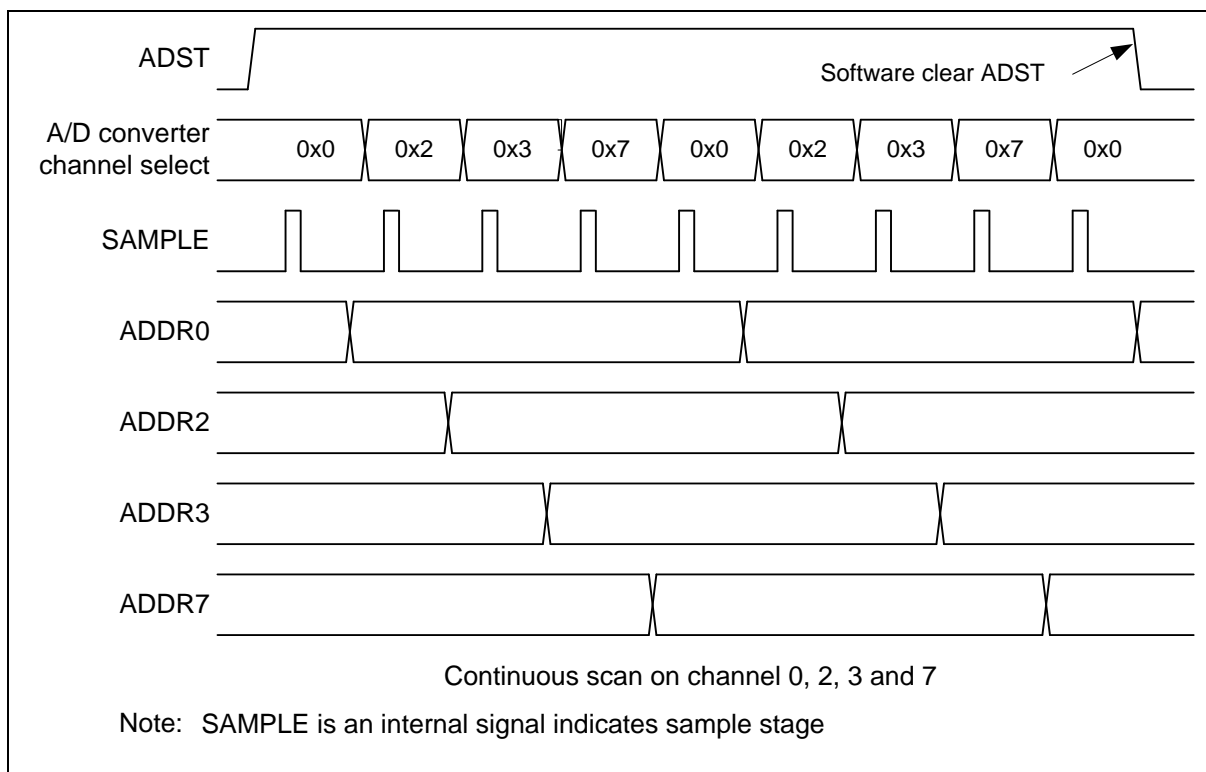 ADST
Software clear ADST
A/D converter
channel select
0x0 0x2 0x3 0x7 0x0 0x2 0x3 0x7 0x0
SAMPLE
ADDR0
ADDR2
ADDR3
ADDR7
Continuous scan on channel 0, 2, 3 and 7
Note: SAMPLE is an internal signal indicates sample stage